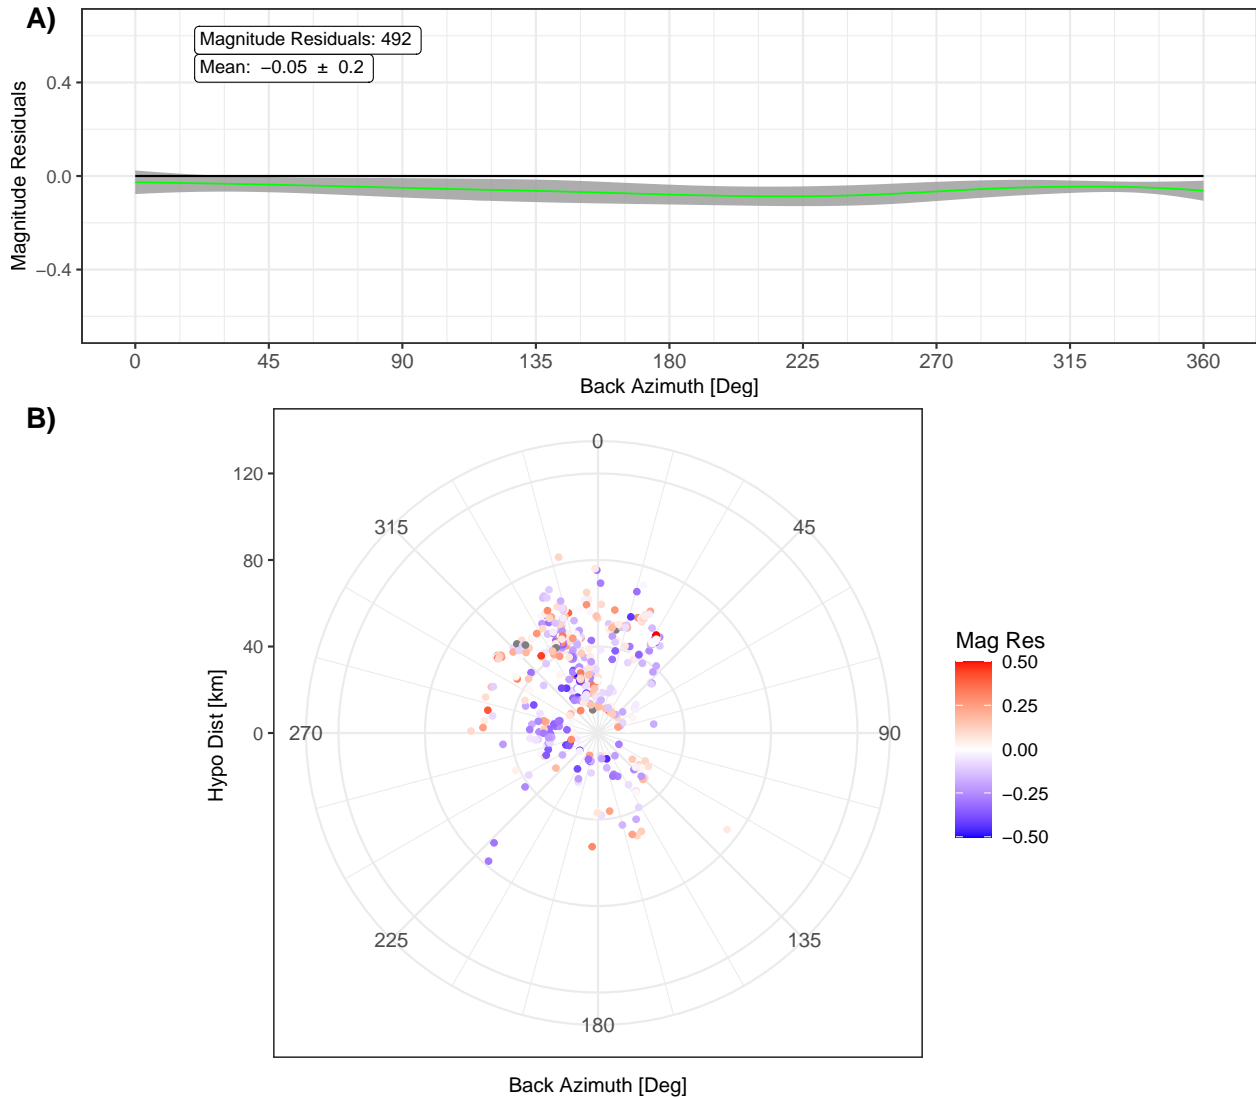 A)
Magnitude Residuals: 492
Mean:  −0.05  ±  0.2
Magnitude Residuals
0.4
0.0
−0.4
0 45 90 135 180 225 270 315 360
Back Azimuth [Deg]
B)
Hypo Dist [km]
120
80
40
0
0
45
90
135
180
225
270
315
Back Azimuth [Deg]
Mag Res
0.50
0.25
0.00
−0.25
−0.50